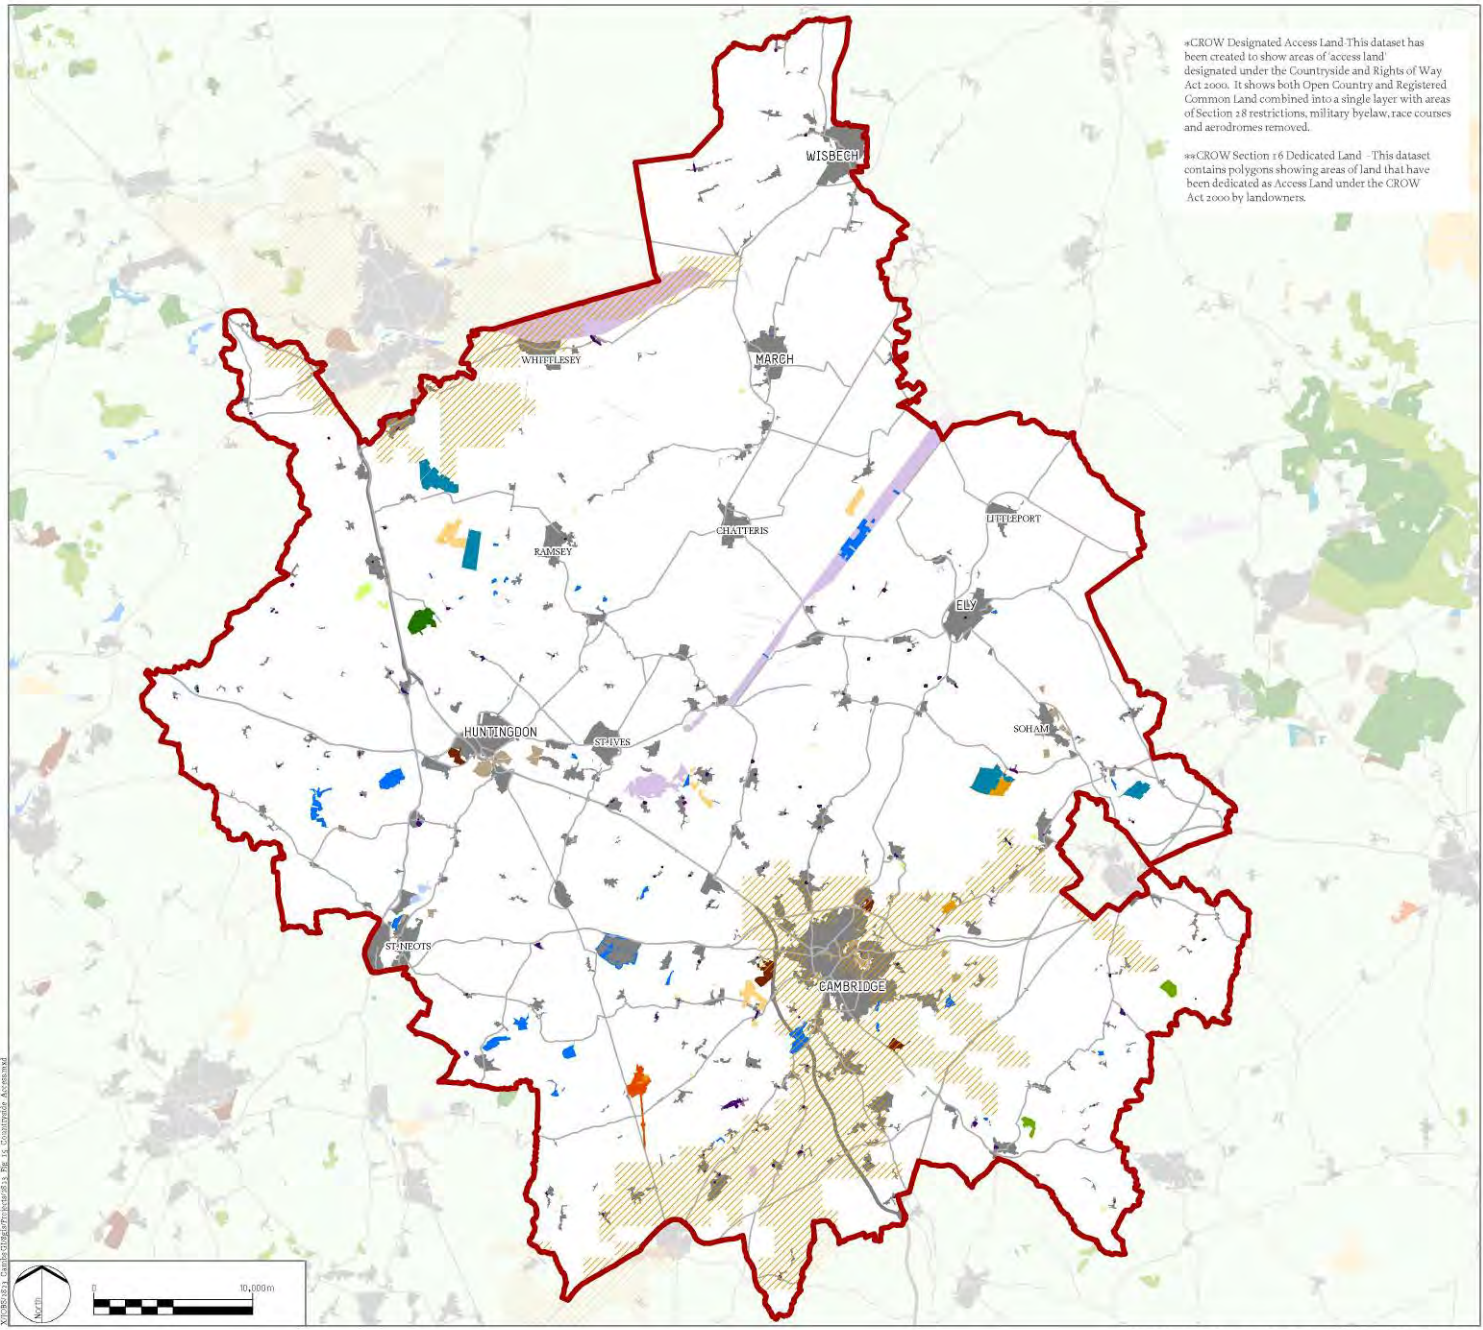 *CROW Designated Access Land-This dataset has
been created to show areas of 'access land'
designated under the Countryside and Rights of Way
Act 2000. It shows both Open Country and Registered
Common Land combined into a single layer with areas
of Section 28 restrictions, military byelaw, race courses
and aerodromes removed.
**CROW Section 16 Dedicated Land - This dataset
contains polygons showing areas of land that have
been dedicated as Access Land under the CROW
Act 2000 by landowners.
WISBECH
WHITTLESEY
MARCH
CHATTERIS
LITTLEPORT
RAMSEY
ELY
HUNTINGDON
ST. IVES
SOHAM
ST. NEOTS
CAMBRIDGE
North
0 10,000m